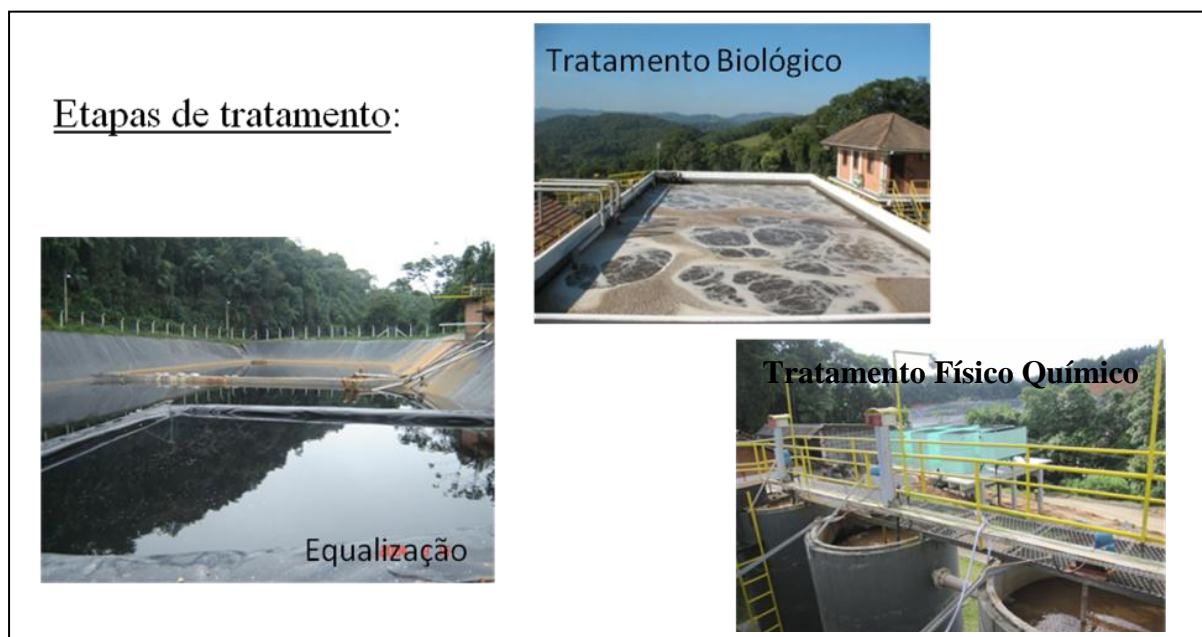 Etapas de tratamento:
Tratamento Biológico
Equalização
Tratamento Físico Químico